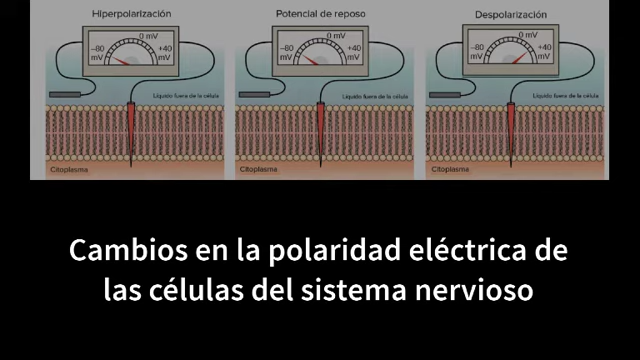 Hiperpolarización
Potencial de reposo
Despolarización
0 mV
–80 mV
+40 mV
0 mV
–80 mV
+40 mV
0 mV
–80 mV
+40 mV
Líquido fuera de la célula
Líquido fuera de la célula
Líquido fuera de la célula
Citoplasma
Citoplasma
Citoplasma
Cambios en la polaridad eléctrica de
las células del sistema nervioso